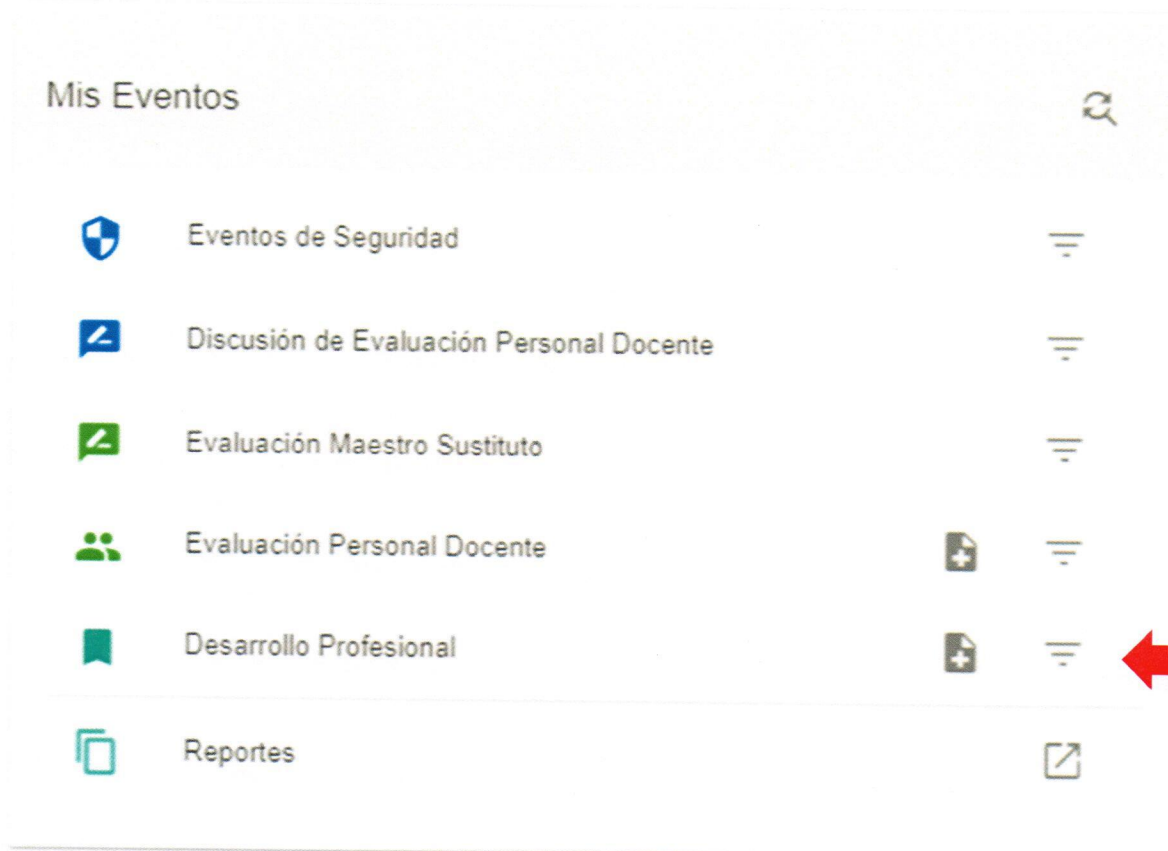 Mis Eventos
Eventos de Seguridad
Discusión de Evaluación Personal Docente
Evaluación Maestro Sustituto
Evaluación Personal Docente
Desarrollo Profesional
Reportes